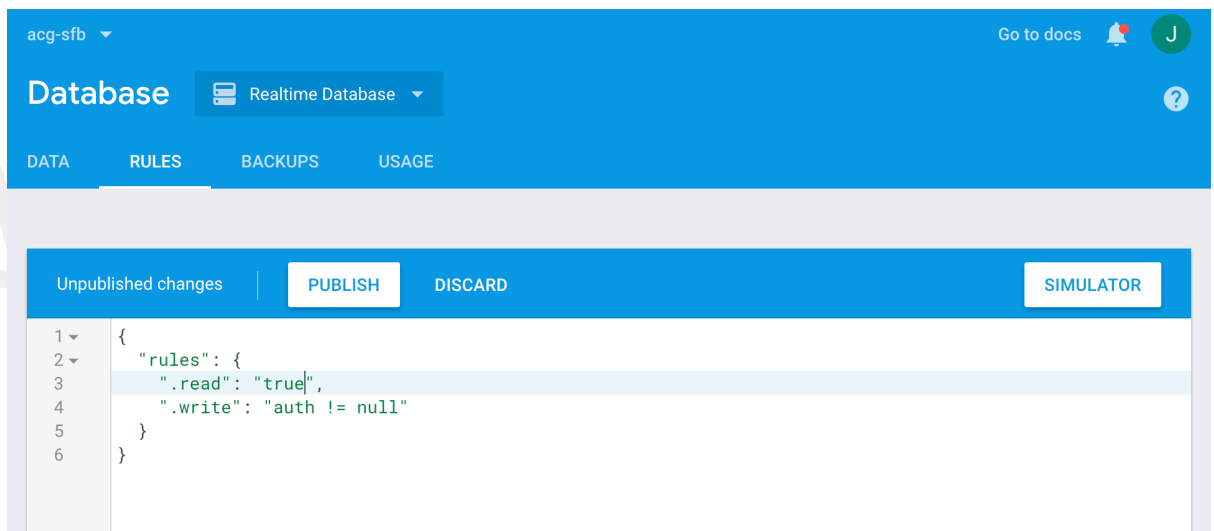 acg-sfb Go to docs J
Database Realtime Database ?
DATA RULES BACKUPS USAGE
Unpublished changes PUBLISH DISCARD SIMULATOR
1 {
2 "rules": {
3 ".read": "true",
4 ".write": "auth != null"
5 }
6 }